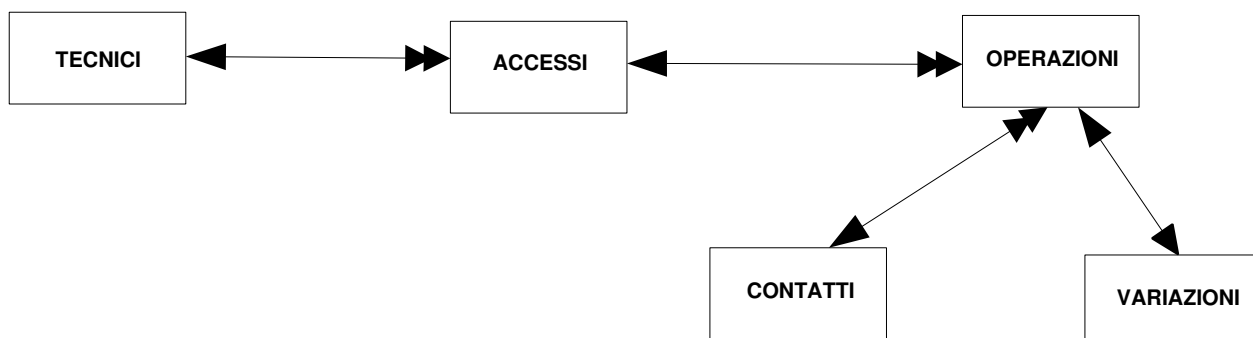 TECNICI
ACCESSI
OPERAZIONI
CONTATTI
VARIAZIONI